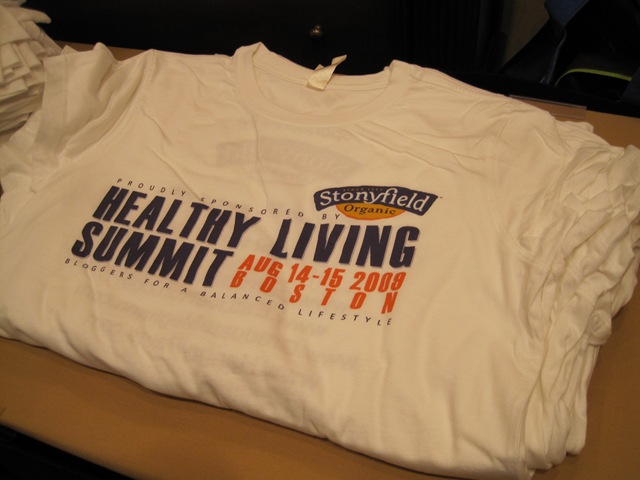 PROUDLY SPONSORED BY
Stonyfield
Organic
HEALTHY LIVING
SUMMIT
AUG 14-15 2009
BOSTON
BLOGGERS FOR A BALANCED LIFESTYLE